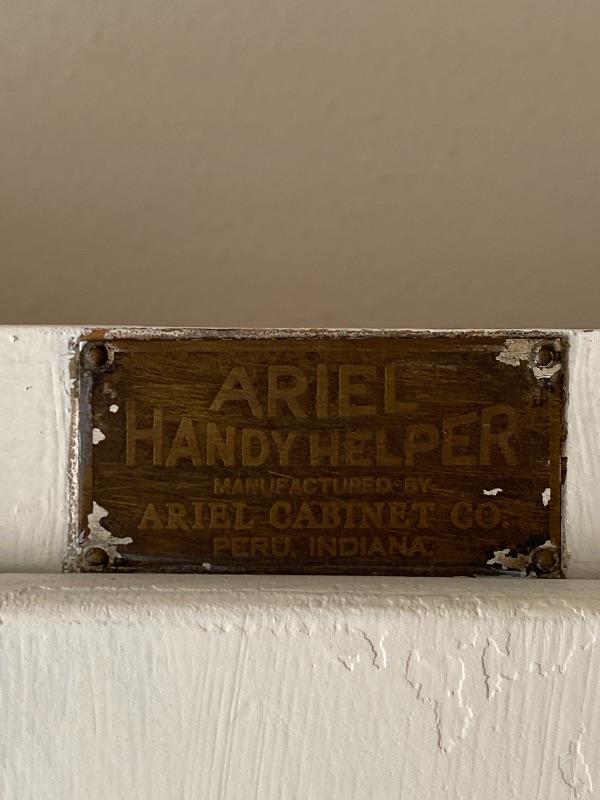 ARIEL
HANDY HELPER
MANUFACTURED BY
ARIEL CABINET CO.
PERU, INDIANA.